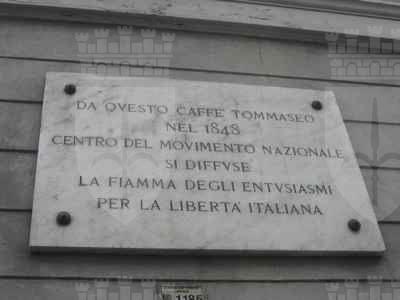 DA QVESTO CAFFE TOMMASEO
NEL 1848
CENTRO DEL MOVIMENTO NAZIONALE
SI DIFFVSE
LA FIAMMA DEGLI ENTVSIASMI
PER LA LIBERTA' ITALIANA